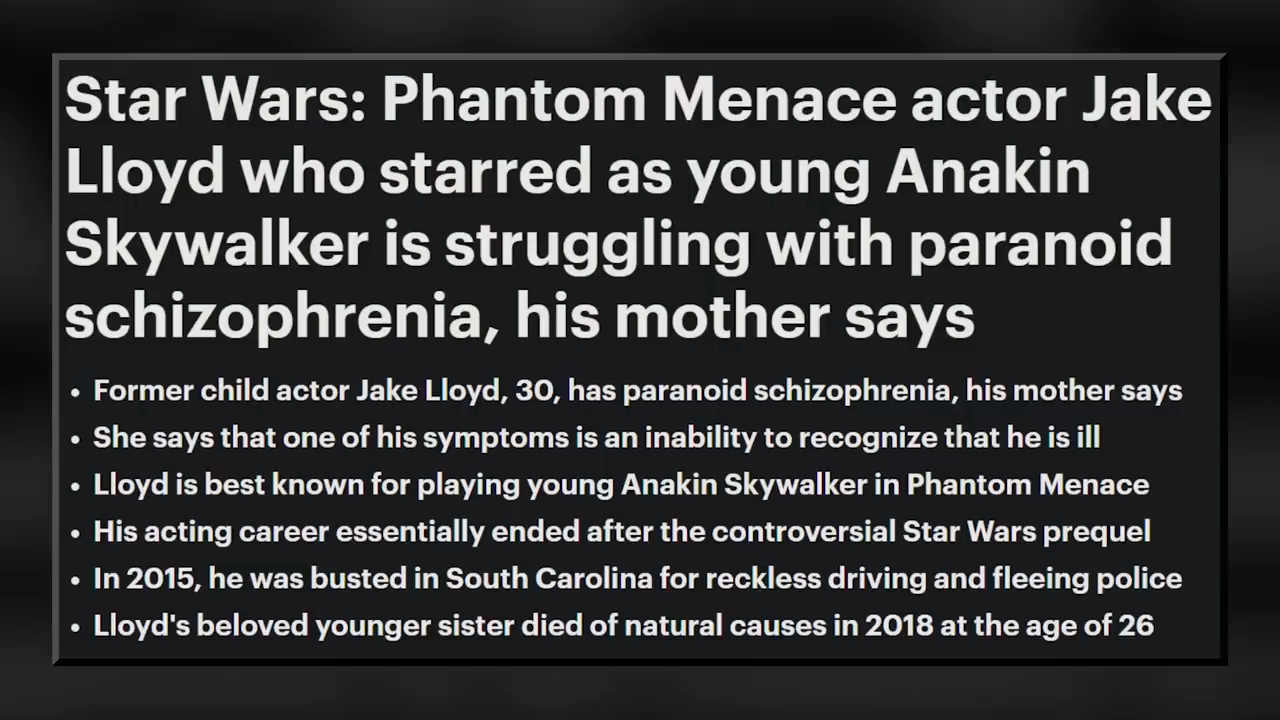 Star Wars: Phantom Menace actor Jake
Lloyd who starred as young Anakin
Skywalker is struggling with paranoid
schizophrenia, his mother says
• Former child actor Jake Lloyd, 30, has paranoid schizophrenia, his mother says
• She says that one of his symptoms is an inability to recognize that he is ill
• Lloyd is best known for playing young Anakin Skywalker in Phantom Menace
• His acting career essentially ended after the controversial Star Wars prequel
• In 2015, he was busted in South Carolina for reckless driving and fleeing police
• Lloyd's beloved younger sister died of natural causes in 2018 at the age of 26